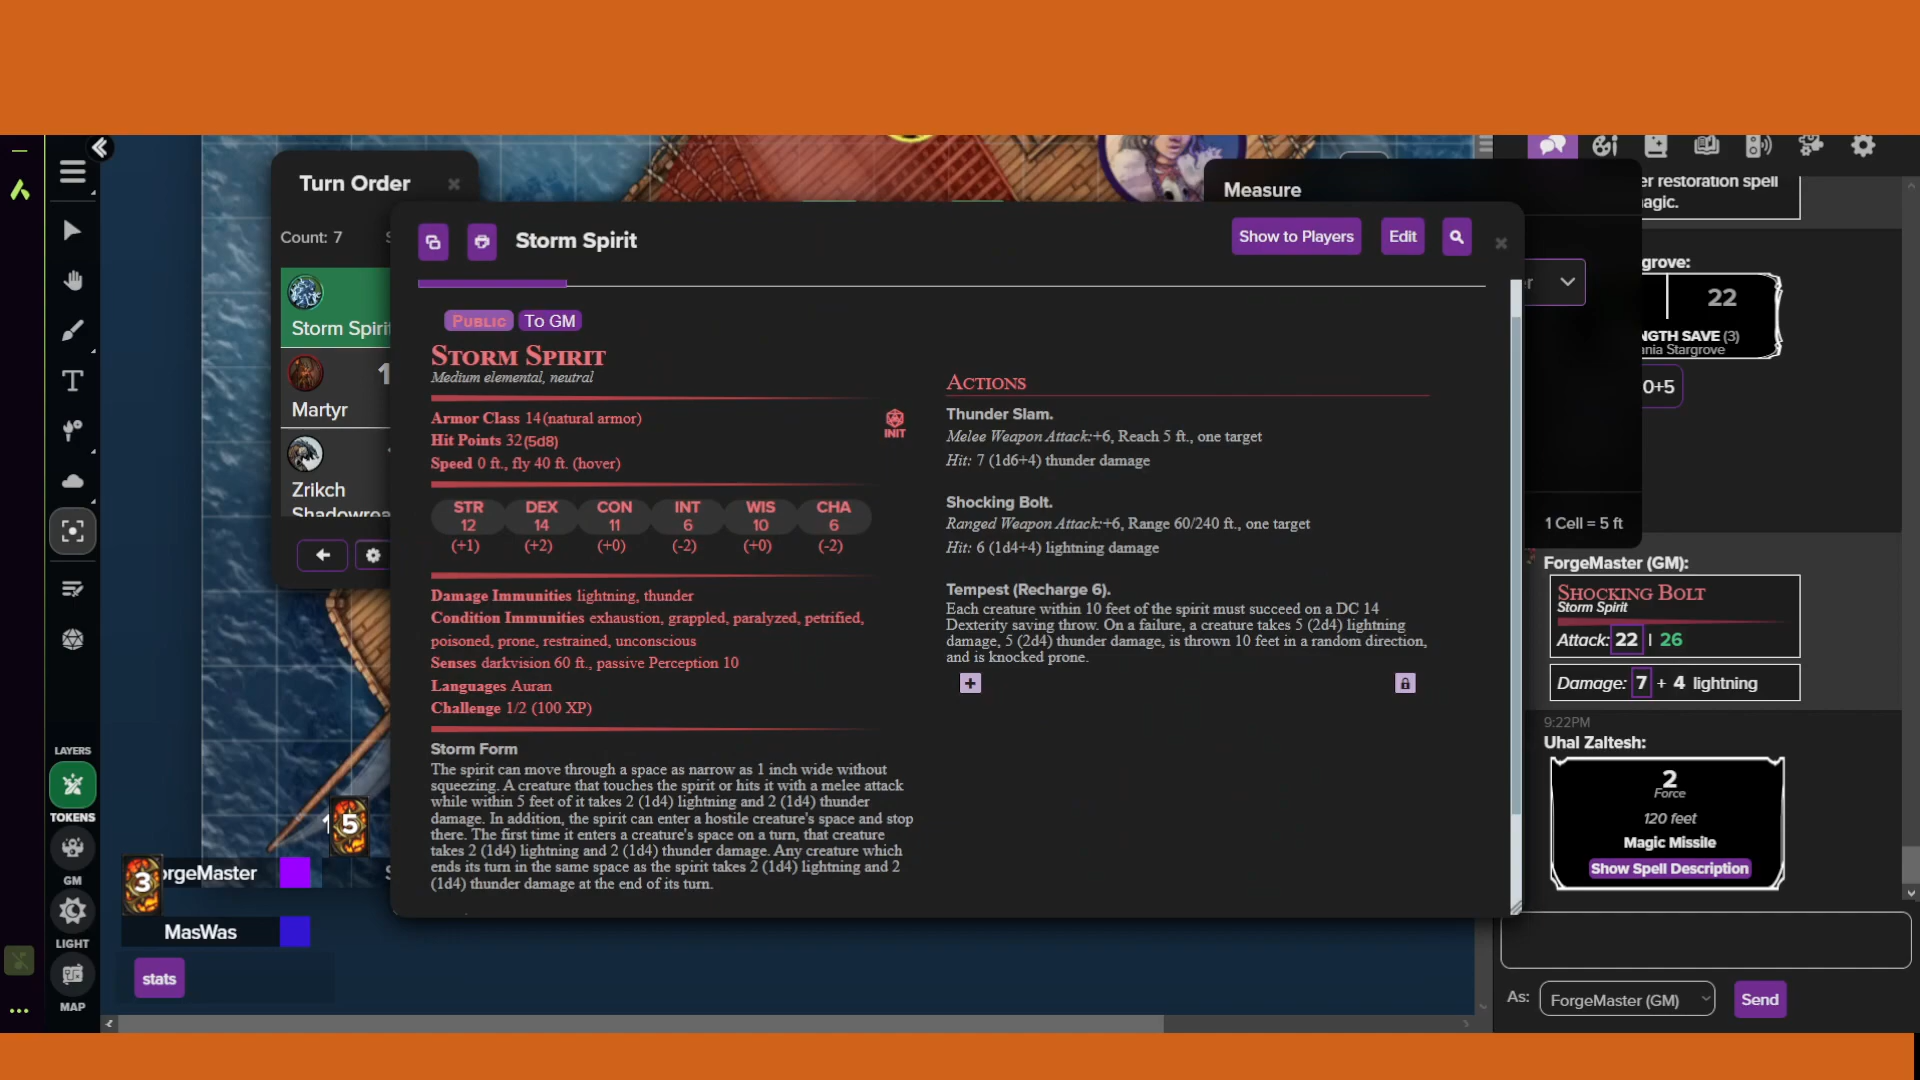 Turn Order
Measure
er restoration spell
agic.
Storm Spirit
Show to Players
Edit
Count: 7
grove:
22
NGTH SAVE (3)
nia Stargrove
0+5
Storm Spirit
Martyr
1
Zrikch
Shadowrea
PUBLIC
To GM
STORM SPIRIT
Medium elemental, neutral
Armor Class 14 (natural armor)
Hit Points 32 (5d8)
Speed 0 ft., fly 40 ft. (hover)
INIT
STR DEX CON INT WIS CHA
12 14 11 6 10 6
(+1) (+2) (+0) (-2) (+0) (-2)
Damage Immunities lightning, thunder
Condition Immunities exhaustion, grappled, paralyzed, petrified,
poisoned, prone, restrained, unconscious
Senses darkvision 60 ft., passive Perception 10
Languages Auran
Challenge 1/2 (100 XP)
Storm Form
The spirit can move through a space as narrow as 1 inch wide without
squeezing. A creature that touches the spirit or hits it with a melee attack
while within 5 feet of it takes 2 (1d4) lightning and 2 (1d4) thunder
damage. In addition, the spirit can enter a hostile creature's space and stop
there. The first time it enters a creature's space on a turn, that creature
takes 2 (1d4) lightning and 2 (1d4) thunder damage. Any creature which
ends its turn in the same space as the spirit takes 2 (1d4) lightning and 2
(1d4) thunder damage at the end of its turn.
ACTIONS
Thunder Slam.
Melee Weapon Attack:+6, Reach 5 ft., one target
Hit: 7 (1d6+4) thunder damage
Shocking Bolt.
Ranged Weapon Attack:+6, Range 60/240 ft., one target
Hit: 6 (1d4+4) lightning damage
Tempest (Recharge 6).
Each creature within 10 feet of the spirit must succeed on a DC 14
Dexterity saving throw. On a failure, a creature takes 5 (2d4) lightning
damage, 5 (2d4) thunder damage, is thrown 10 feet in a random direction,
and is knocked prone.
1 Cell = 5 ft
ForgeMaster (GM):
SHOCKING BOLT
Storm Spirit
Attack: 22 | 26
Damage: 7 + 4 lightning
9:22PM
Uhal Zaltesh:
2
Force
120 feet
Magic Missile
Show Spell Description
As:
ForgeMaster (GM)
Send
LAYERS
TOKENS
GM
LIGHT
MAP
5
3
orgeMaster
MasWas
stats